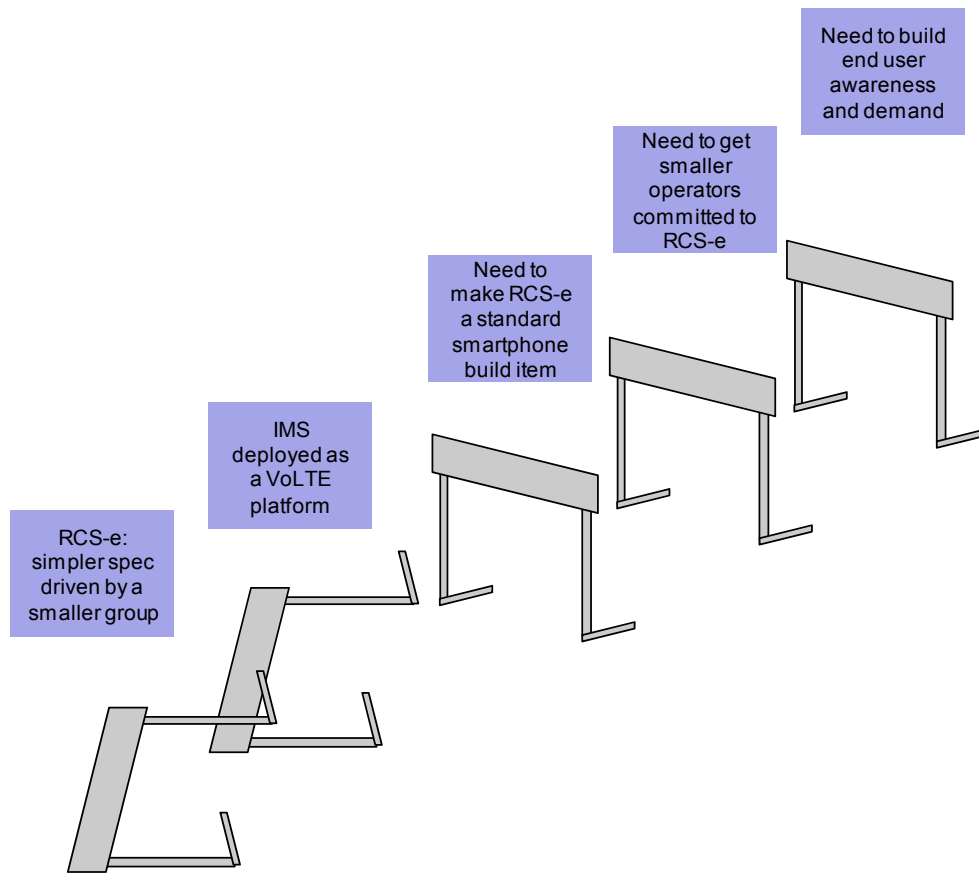 Need to build
end user
awareness
and demand
Need to get
smaller
operators
committed to
RCS-e
Need to
make RCS-e
a standard
smartphone
build item
IMS
deployed as
a VoLTE
platform
RCS-e:
simpler spec
driven by a
smaller group